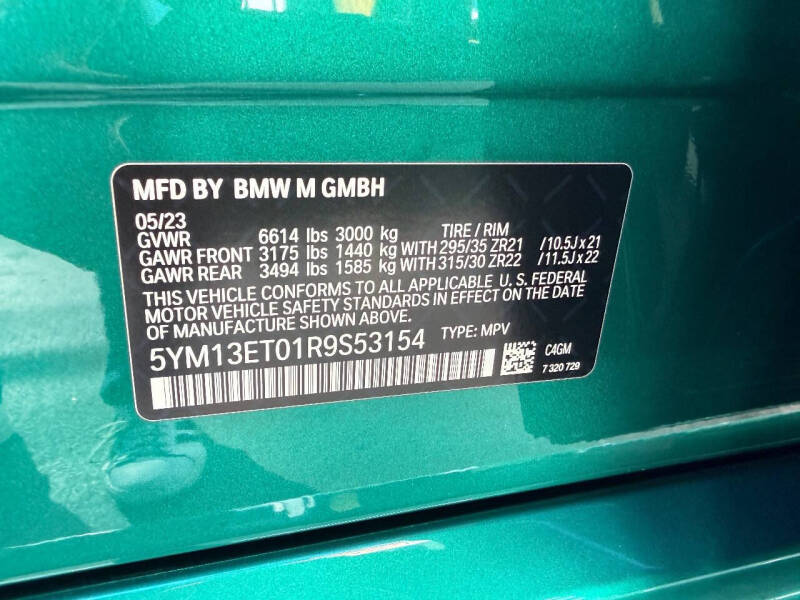 MFD BY BMW M GMBH
05/23
GVWR 6614 lbs 3000 kg TIRE / RIM
GAWR FRONT 3175 lbs 1440 kg WITH 295/35 ZR21 / 10.5J x 21
GAWR REAR 3494 lbs 1585 kg WITH 315/30 ZR22 / 11.5J x 22
THIS VEHICLE CONFORMS TO ALL APPLICABLE U.S. FEDERAL
MOTOR VEHICLE SAFETY STANDARDS IN EFFECT ON THE DATE
OF MANUFACTURE SHOWN ABOVE.
5YM13ET01R9S53154 TYPE: MPV
C4GM
7 320 729